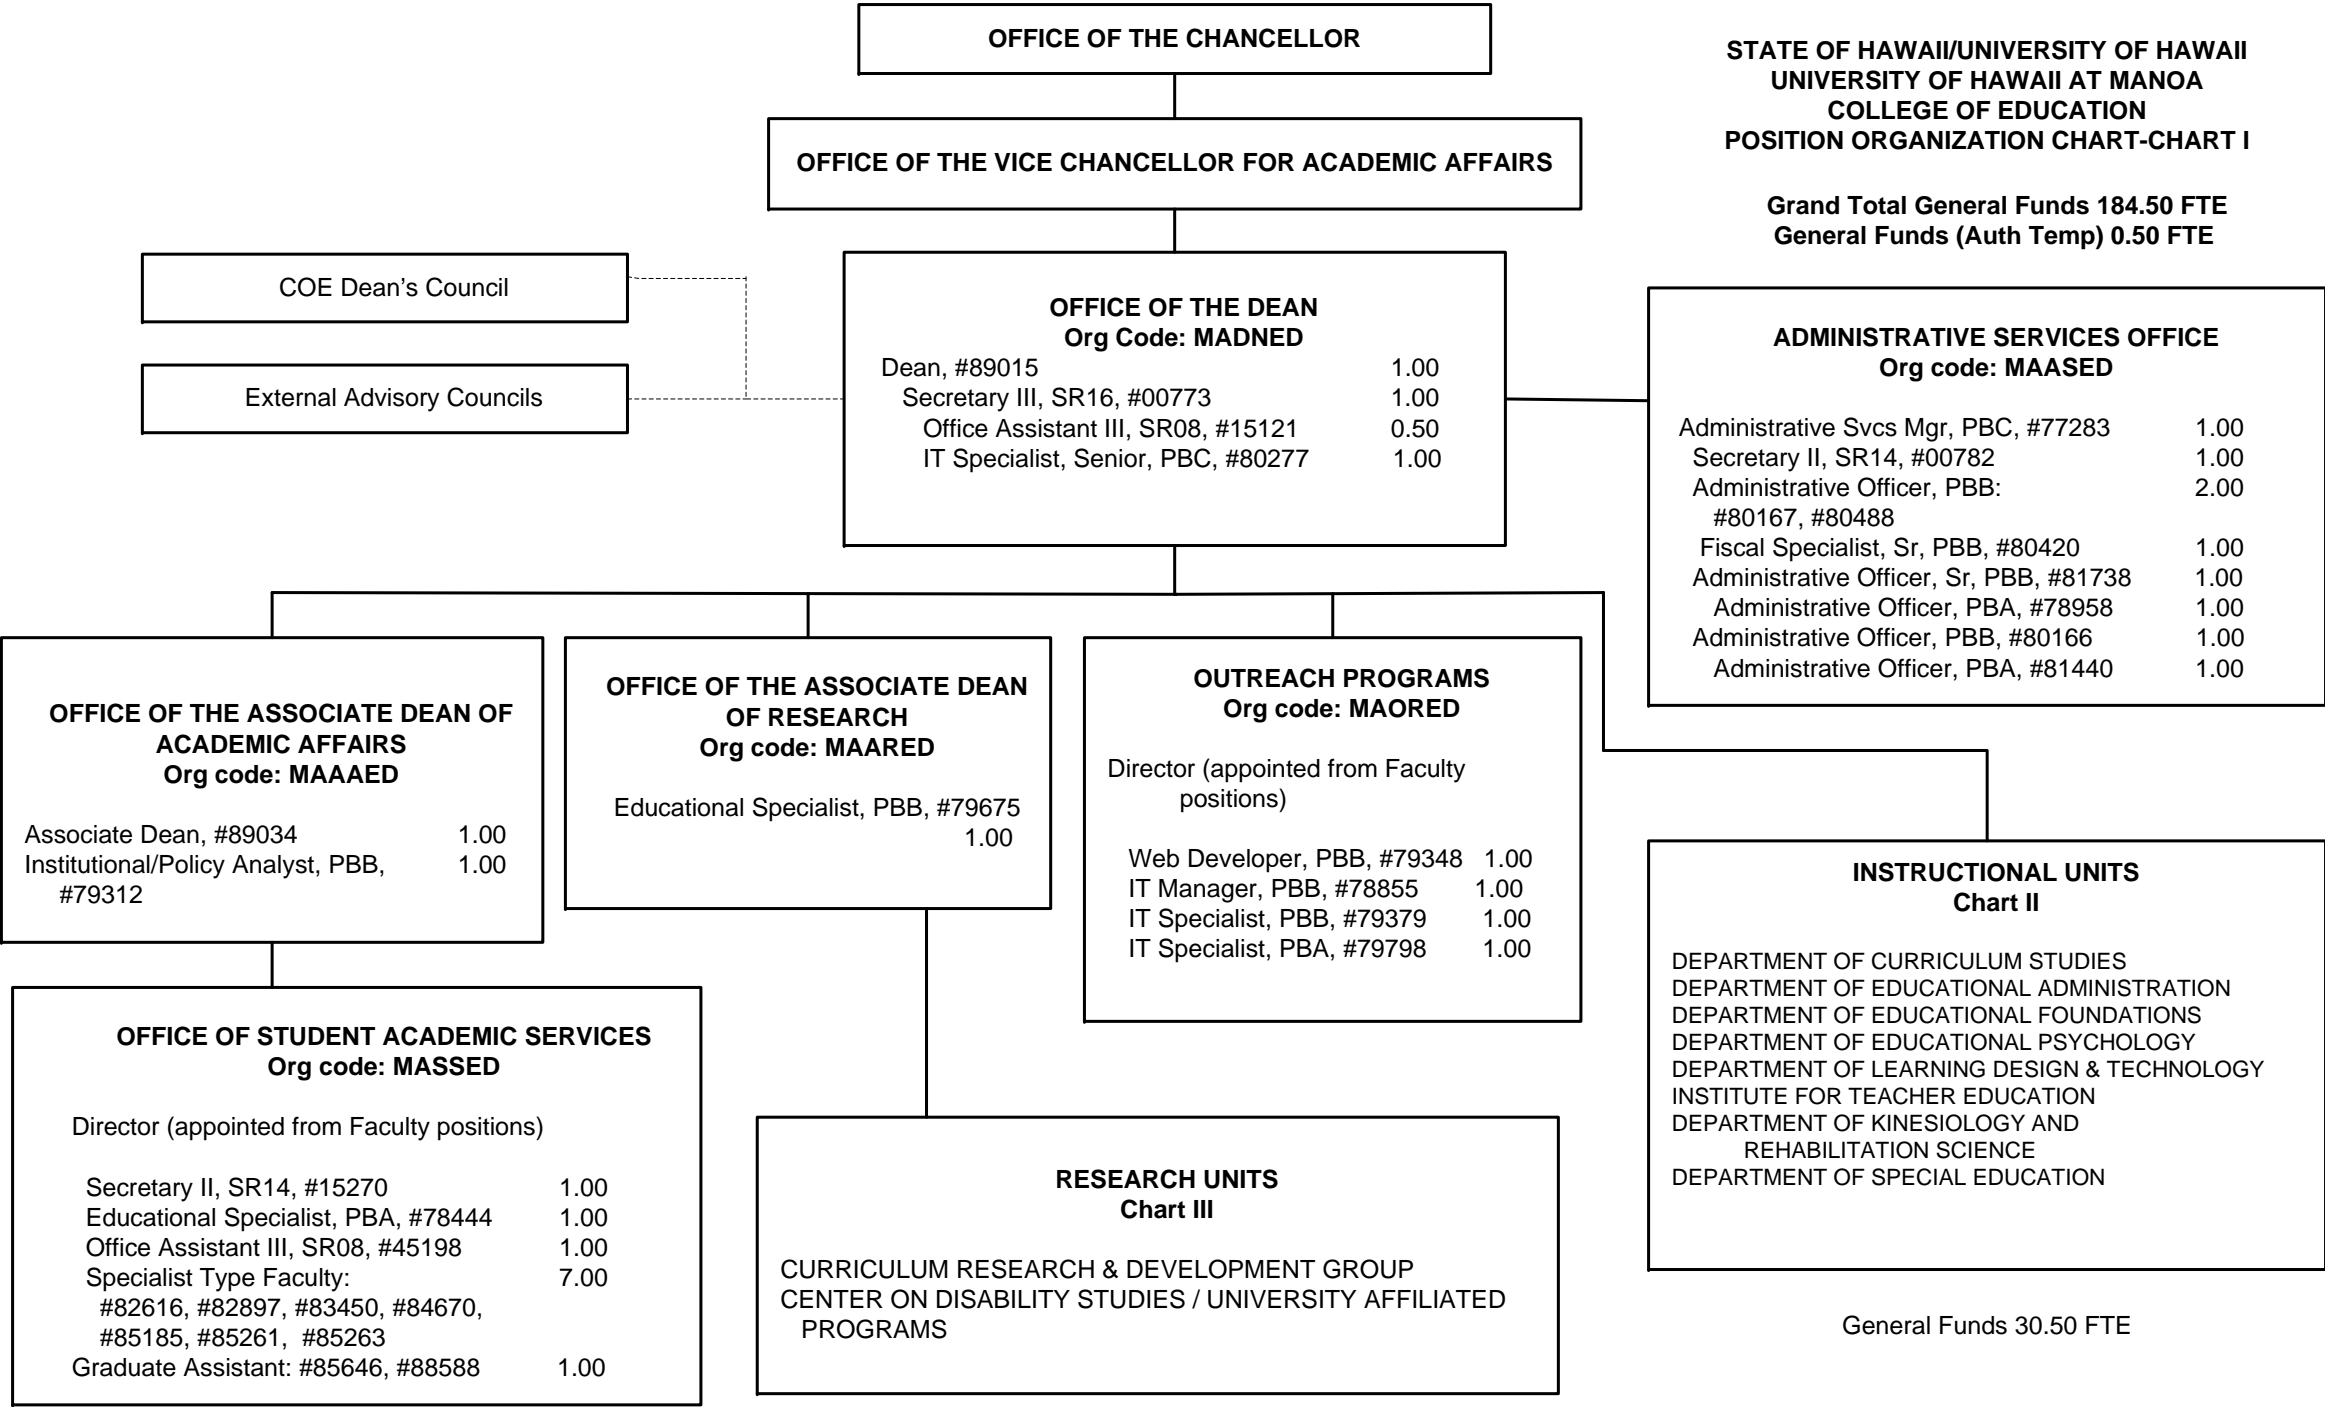 OFFICE OF THE CHANCELLOR
STATE OF HAWAII/UNIVERSITY OF HAWAII
UNIVERSITY OF HAWAII AT MANOA
COLLEGE OF EDUCATION
POSITION ORGANIZATION CHART-CHART I
Grand Total General Funds 184.50 FTE
General Funds (Auth Temp) 0.50 FTE
OFFICE OF THE VICE CHANCELLOR FOR ACADEMIC AFFAIRS
COE Dean’s Council
External Advisory Councils
OFFICE OF THE DEAN
Org Code: MADNED
Dean, #89015 1.00
Secretary III, SR16, #00773 1.00
Office Assistant III, SR08, #15121 0.50
IT Specialist, Senior, PBC, #80277 1.00
ADMINISTRATIVE SERVICES OFFICE
Org code: MAASED
Administrative Svcs Mgr, PBC, #77283 1.00
Secretary II, SR14, #00782 1.00
Administrative Officer, PBB: 2.00
#80167, #80488
Fiscal Specialist, Sr, PBB, #80420 1.00
Administrative Officer, Sr, PBB, #81738 1.00
Administrative Officer, PBA, #78958 1.00
Administrative Officer, PBB, #80166 1.00
Administrative Officer, PBA, #81440 1.00
OFFICE OF THE ASSOCIATE DEAN OF
ACADEMIC AFFAIRS
Org code: MAAAED
Associate Dean, #89034 1.00
Institutional/Policy Analyst, PBB, 1.00
#79312
OFFICE OF THE ASSOCIATE DEAN
OF RESEARCH
Org code: MAARED
Educational Specialist, PBB, #79675
1.00
OUTREACH PROGRAMS
Org code: MAORED
Director (appointed from Faculty
positions)
Web Developer, PBB, #79348 1.00
IT Manager, PBB, #78855 1.00
IT Specialist, PBB, #79379 1.00
IT Specialist, PBA, #79798 1.00
INSTRUCTIONAL UNITS
Chart II
DEPARTMENT OF CURRICULUM STUDIES
DEPARTMENT OF EDUCATIONAL ADMINISTRATION
DEPARTMENT OF EDUCATIONAL FOUNDATIONS
DEPARTMENT OF EDUCATIONAL PSYCHOLOGY
DEPARTMENT OF LEARNING DESIGN & TECHNOLOGY
INSTITUTE FOR TEACHER EDUCATION
DEPARTMENT OF KINESIOLOGY AND
REHABILITATION SCIENCE
DEPARTMENT OF SPECIAL EDUCATION
OFFICE OF STUDENT ACADEMIC SERVICES
Org code: MASSED
Director (appointed from Faculty positions)
Secretary II, SR14, #15270 1.00
Educational Specialist, PBA, #78444 1.00
Office Assistant III, SR08, #45198 1.00
Specialist Type Faculty: 7.00
#82616, #82897, #83450, #84670,
#85185, #85261, #85263
Graduate Assistant: #85646, #88588 1.00
RESEARCH UNITS
Chart III
CURRICULUM RESEARCH & DEVELOPMENT GROUP
CENTER ON DISABILITY STUDIES / UNIVERSITY AFFILIATED
PROGRAMS
General Funds 30.50 FTE